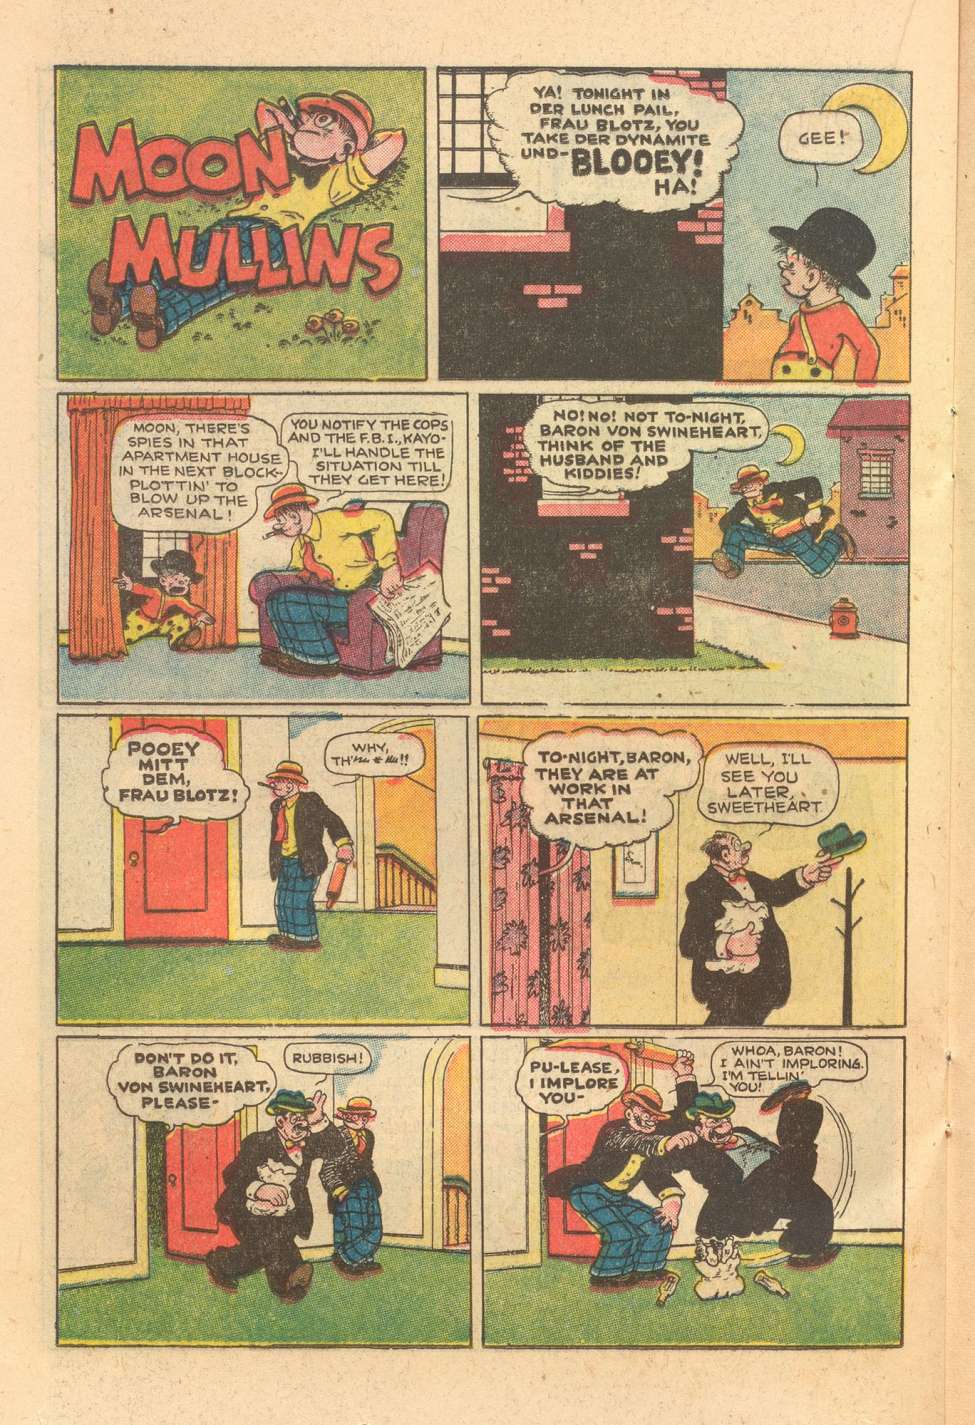 MOON
MULLINS
YA! TONIGHT IN
DER LUNCH PAIL,
FRAU BLOTZ, YOU
TAKE DER DYNAMITE
UND- BLOOEY!
HA!
GEE!
MOON, THERE'S
SPIES IN THAT
APARTMENT HOUSE
IN THE NEXT BLOCK-
PLOTTIN' TO
BLOW UP THE
ARSENAL!
YOU NOTIFY THE COPS
AND THE F.B.I., KAYO-
I'LL HANDLE THE
SITUATION TILL
THEY GET HERE!
NO! NO! NOT TO-NIGHT,
BARON VON SWINEHEART,
THINK OF THE
HUSBAND AND
KIDDIES!
POOEY
MITT
DEM,
FRAU BLOTZ!
WHY,
TH'
TO-NIGHT, BARON,
THEY ARE AT
WORK IN
THAT
ARSENAL!
WELL, I'LL
SEE YOU
LATER,
SWEETHEART
DON'T DO IT,
BARON
VON SWINEHEART,
PLEASE-
RUBBISH!
PU-LEASE,
I IMPLORE
YOU-
WHOA, BARON!
I AIN'T IMPLORING.
I'M TELLIN'
YOU!